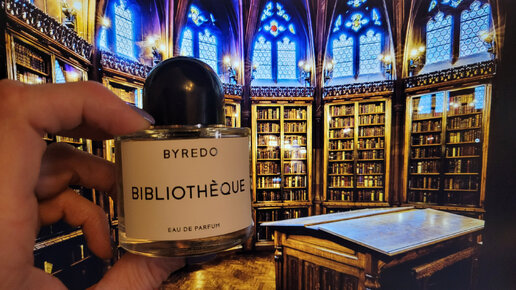 BYREDO
BIBLIOTHÈQUE
EAU DE PARFUM